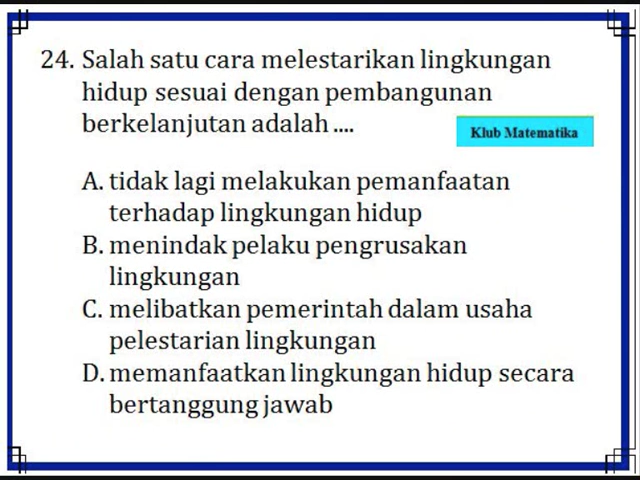 24. Salah satu cara melestarikan lingkungan
hidup sesuai dengan pembangunan
berkelanjutan adalah ....
Klub Matematika
A. tidak lagi melakukan pemanfaatan
terhadap lingkungan hidup
B. menindak pelaku pengrusakan
lingkungan
C. melibatkan pemerintah dalam usaha
pelestarian lingkungan
D. memanfaatkan lingkungan hidup secara
bertanggung jawab